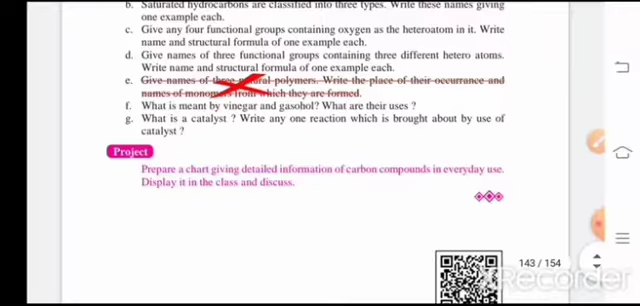 b. Saturated hydrocarbons are classified into three types. Write these names giving
one example each.
c. Give any four functional groups containing oxygen as the heteroatom in it. Write
name and structural formula of one example each.
d. Give names of three functional groups containing three different hetero atoms.
Write name and structural formula of one example each.
e. Give names of three natural polymers. Write the place of their occurrance and
names of monomers from which they are formed.
f. What is meant by vinegar and gasohol? What are their uses ?
g. What is a catalyst ? Write any one reaction which is brought about by use of
catalyst ?
Project
Prepare a chart giving detailed information of carbon compounds in everyday use.
Display it in the class and discuss.
143 / 154
XRecorder